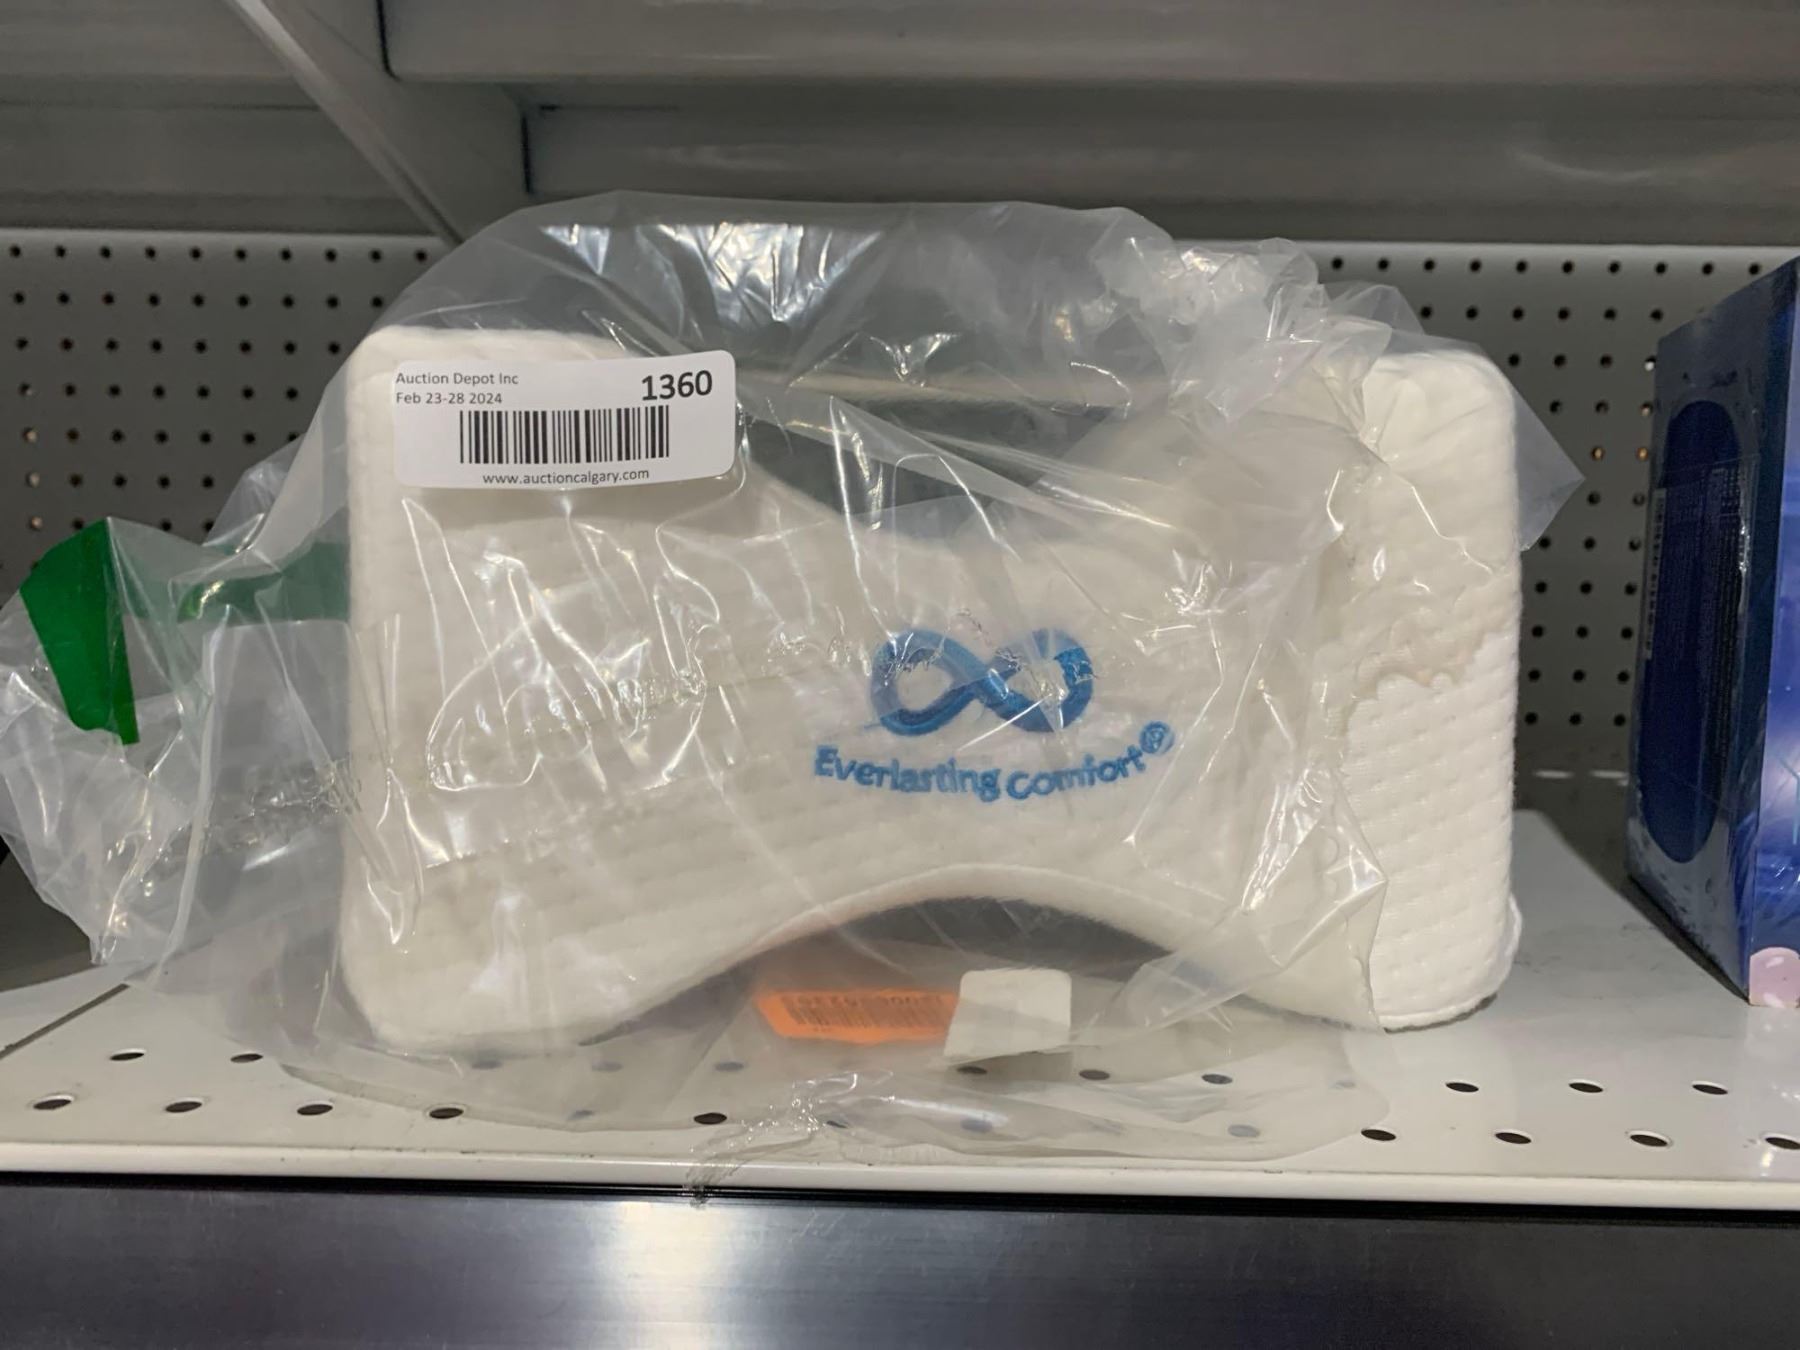 Auction Depot Inc
1360
Feb 23-28 2024
www.auctioncalgary.com
Everlasting Comfort®